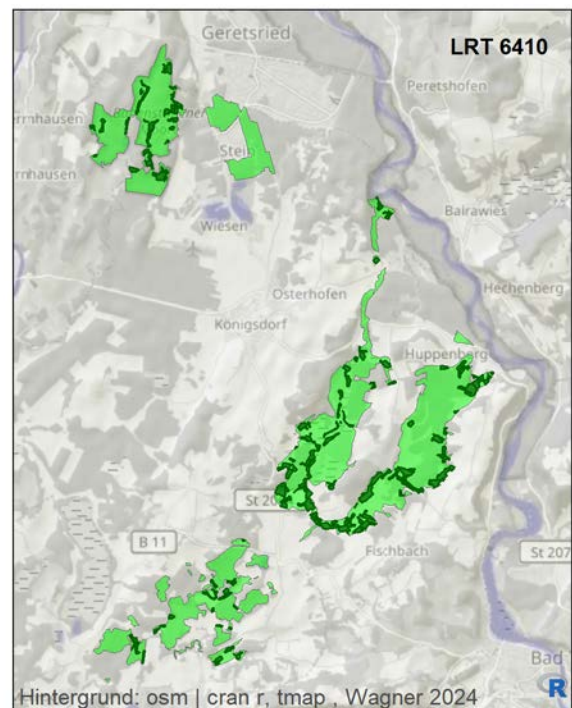 Geretsried
LRT 6410
Peretshofen
rrnhausen
rnhausen
Stein
Wiesen
Bairawies
Hechenberg
Osterhofen
Königsdorf
Huppenberg
St 20
B 11
St 207
Fischbach
Bad
Hintergrund: osm | cran r, tmap , Wagner 2024
R